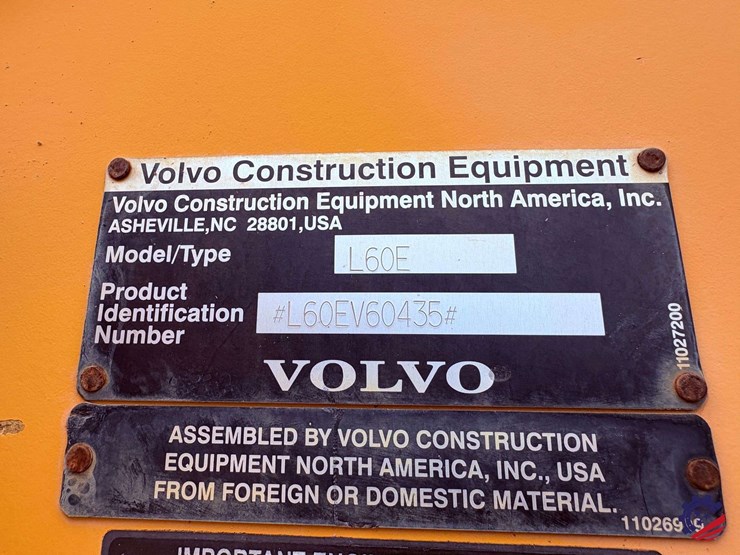 Volvo Construction Equipment
Volvo Construction Equipment North America, Inc.
ASHEVILLE,NC 28801,USA
Model/Type L60E
Product
Identification
Number
#L60EV60435#
11027200
VOLVO
ASSEMBLED BY VOLVO CONSTRUCTION
EQUIPMENT NORTH AMERICA, INC., USA
FROM FOREIGN OR DOMESTIC MATERIAL.
IMPORTANT